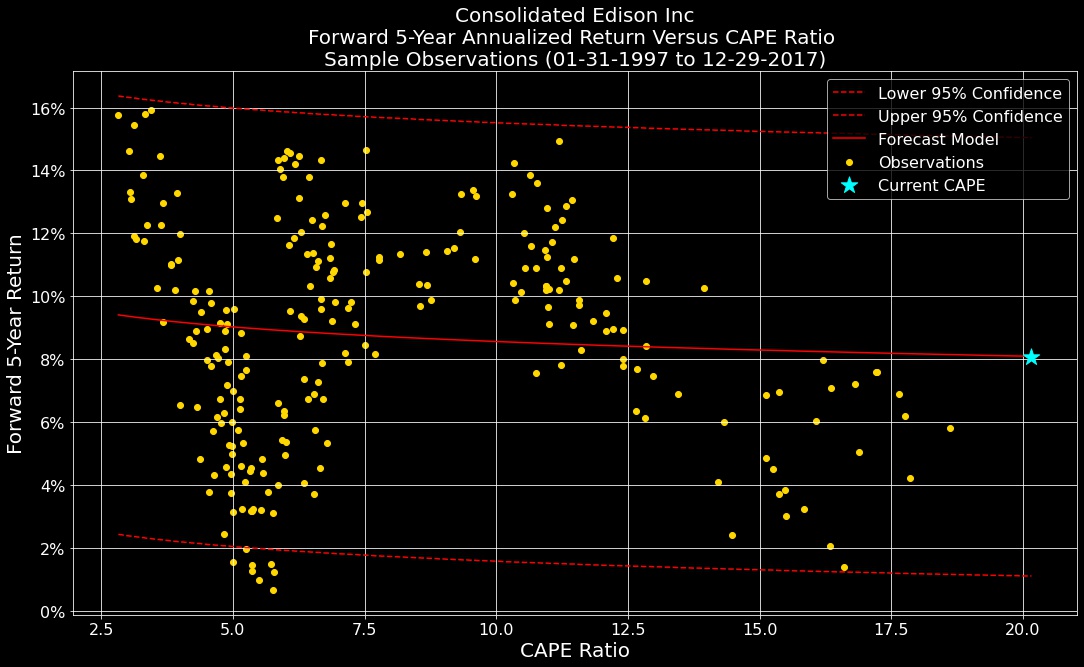 Consolidated Edison Inc
Forward 5-Year Annualized Return Versus CAPE Ratio
Sample Observations (01-31-1997 to 12-29-2017)
Lower 95% Confidence
Upper 95% Confidence
Forecast Model
Observations
Current CAPE
Forward 5-Year Return
16%
14%
12%
10%
8%
6%
4%
2%
0%
2.5 5.0 7.5 10.0 12.5 15.0 17.5 20.0
CAPE Ratio